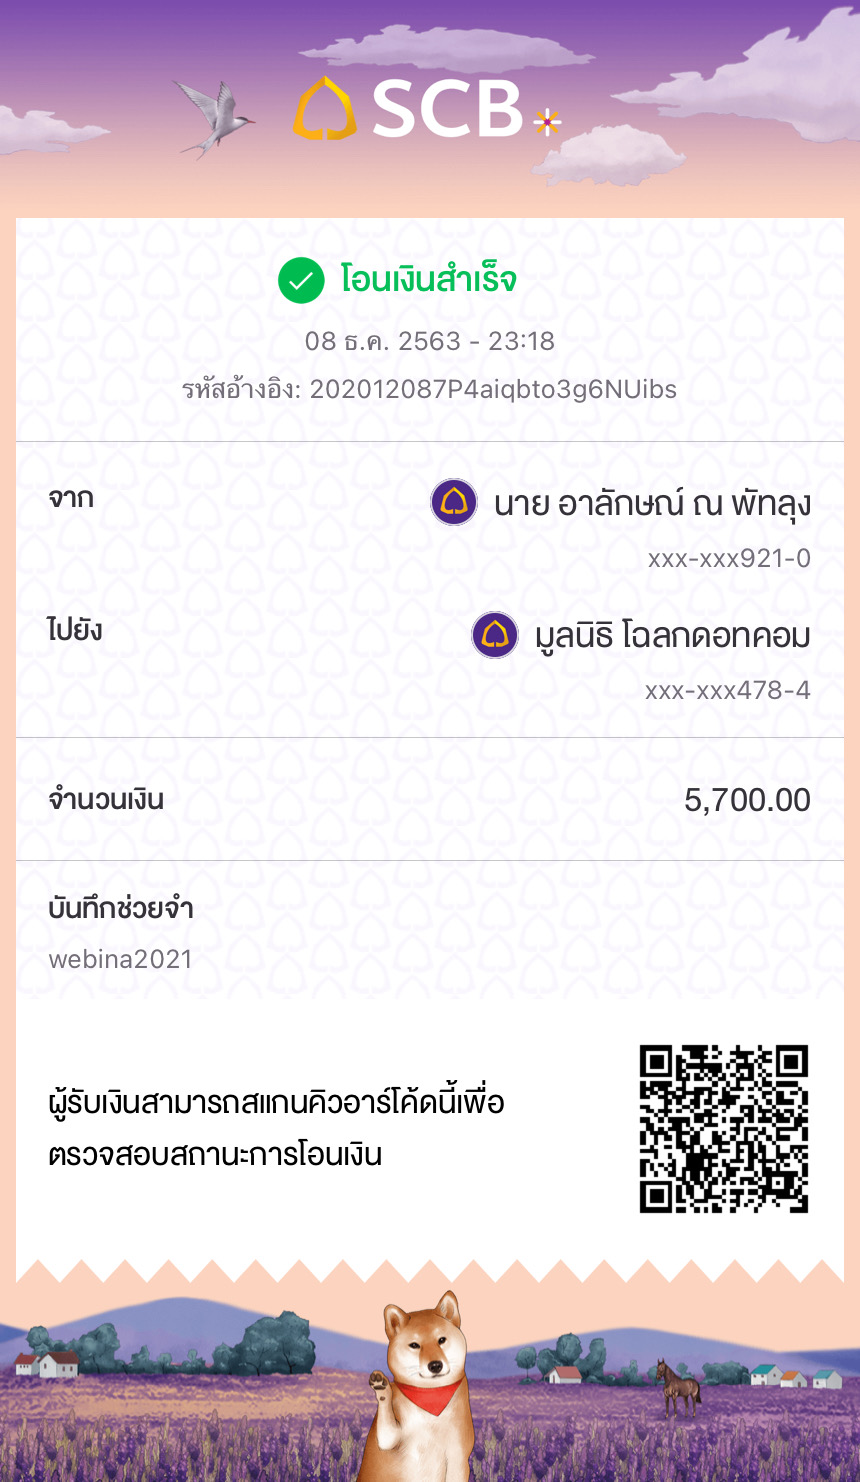 SCB
โอนเงินสำเร็จ
08 ธ.ค. 2563 - 23:18
รหัสอ้างอิง: 202012087P4aiqbto3g6NUibs
จาก
นาย อาลักษณ์ ณ พัทลุง
xxx-xxx921-0
ไปยัง
มูลนิธิ โฉลกดอทคอม
xxx-xxx478-4
จำนวนเงิน 5,700.00
บันทึกช่วยจำ
webina2021
ผู้รับเงินสามารถสแกนคิวอาร์โค้ดนี้เพื่อ
ตรวจสอบสถานะการโอนเงิน